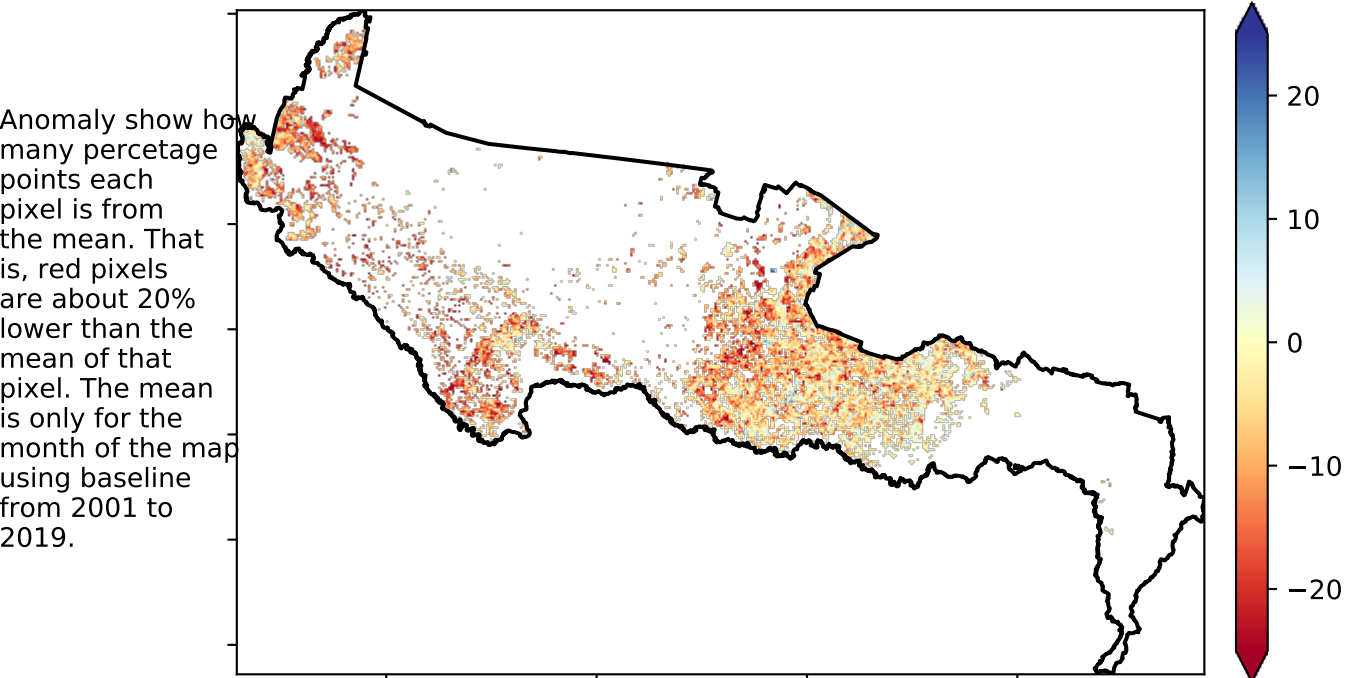 Anomaly show how
many percetage
points each
pixel is from
the mean. That
is, red pixels
are about 20%
lower than the
mean of that
pixel. The mean
is only for the
month of the map
using baseline
from 2001 to
2019.
20
10
0
−10
−20